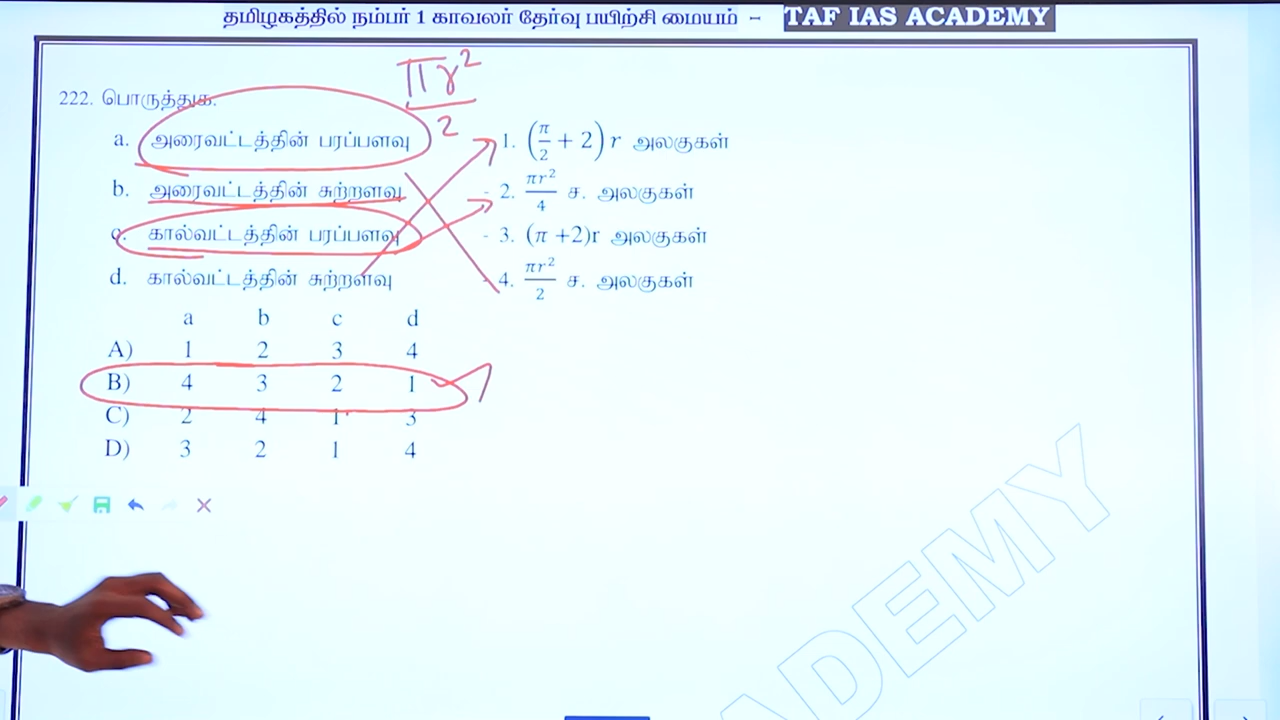 தமிழகத்தில் நம்பர் 1 காவலர் தேர்வு பயிற்சி மையம் – TAF IAS ACADEMY
222. பொருத்துக.
πr²
2
a. அரைவட்டத்தின் பரப்பளவு 1. (π/2 + 2) r அலகுகள்
b. அரைவட்டத்தின் சுற்றளவு - 2. πr²/4 ச. அலகுகள்
c. கால்வட்டத்தின் பரப்பளவு - 3. (π +2)r அலகுகள்
d. கால்வட்டத்தின் சுற்றளவு - 4. πr²/2 ச. அலகுகள்
a b c d
A) 1 2 3 4
B) 4 3 2 1
C) 2 4 1 3
D) 3 2 1 4
ADEMY